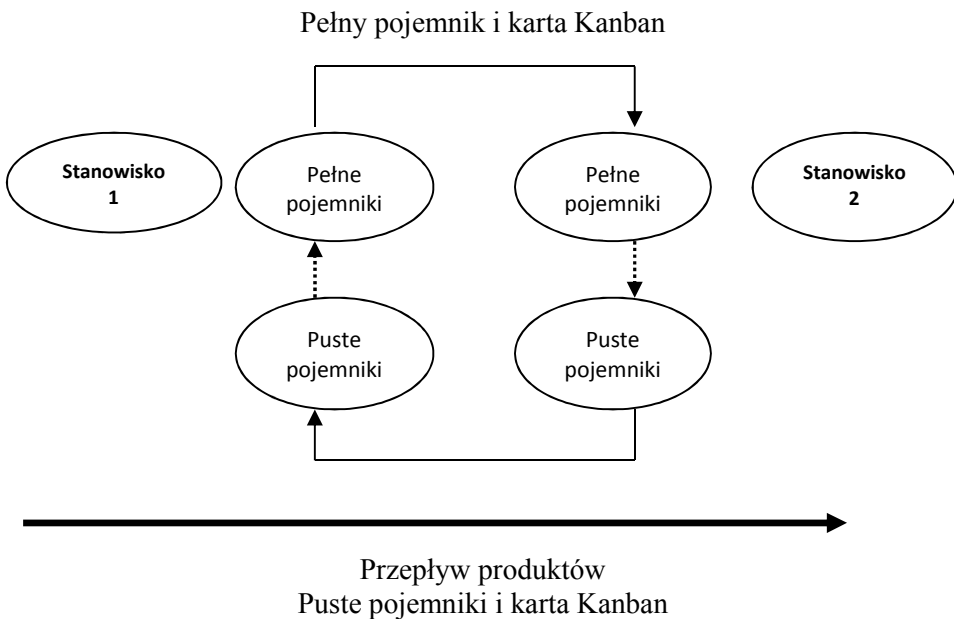 Pełny pojemnik i karta Kanban
Stanowisko
1
Pełne
pojemniki
Pełne
pojemniki
Stanowisko
2
Puste
pojemniki
Puste
pojemniki
Przepływ produktów
Puste pojemniki i karta Kanban